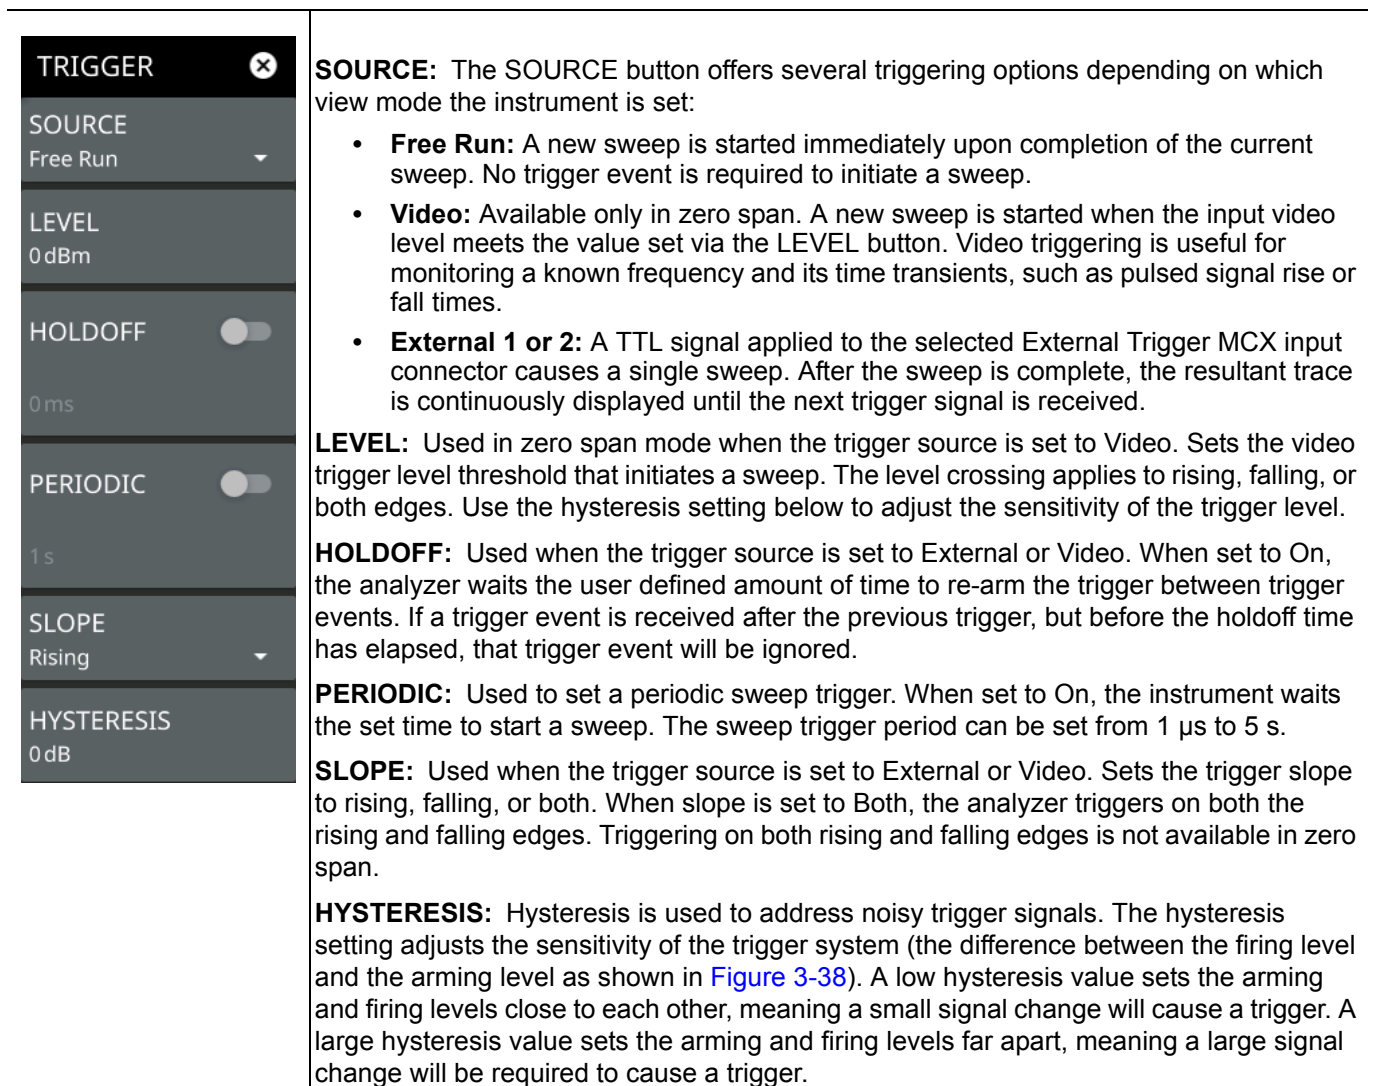 TRIGGER
SOURCE
Free Run
LEVEL
0 dBm
HOLDOFF
0 ms
PERIODIC
1 s
SLOPE
Rising
HYSTERESIS
0 dB
SOURCE: The SOURCE button offers several triggering options depending on which
view mode the instrument is set:
• Free Run: A new sweep is started immediately upon completion of the current
sweep. No trigger event is required to initiate a sweep.
• Video: Available only in zero span. A new sweep is started when the input video
level meets the value set via the LEVEL button. Video triggering is useful for
monitoring a known frequency and its time transients, such as pulsed signal rise or
fall times.
• External 1 or 2: A TTL signal applied to the selected External Trigger MCX input
connector causes a single sweep. After the sweep is complete, the resultant trace
is continuously displayed until the next trigger signal is received.
LEVEL: Used in zero span mode when the trigger source is set to Video. Sets the video
trigger level threshold that initiates a sweep. The level crossing applies to rising, falling, or
both edges. Use the hysteresis setting below to adjust the sensitivity of the trigger level.
HOLDOFF: Used when the trigger source is set to External or Video. When set to On,
the analyzer waits the user defined amount of time to re-arm the trigger between trigger
events. If a trigger event is received after the previous trigger, but before the holdoff time
has elapsed, that trigger event will be ignored.
PERIODIC: Used to set a periodic sweep trigger. When set to On, the instrument waits
the set time to start a sweep. The sweep trigger period can be set from 1 μs to 5 s.
SLOPE: Used when the trigger source is set to External or Video. Sets the trigger slope
to rising, falling, or both. When slope is set to Both, the analyzer triggers on both the
rising and falling edges. Triggering on both rising and falling edges is not available in zero
span.
HYSTERESIS: Hysteresis is used to address noisy trigger signals. The hysteresis
setting adjusts the sensitivity of the trigger system (the difference between the firing level
and the arming level as shown in Figure 3-38). A low hysteresis value sets the arming
and firing levels close to each other, meaning a small signal change will cause a trigger. A
large hysteresis value sets the arming and firing levels far apart, meaning a large signal
change will be required to cause a trigger.